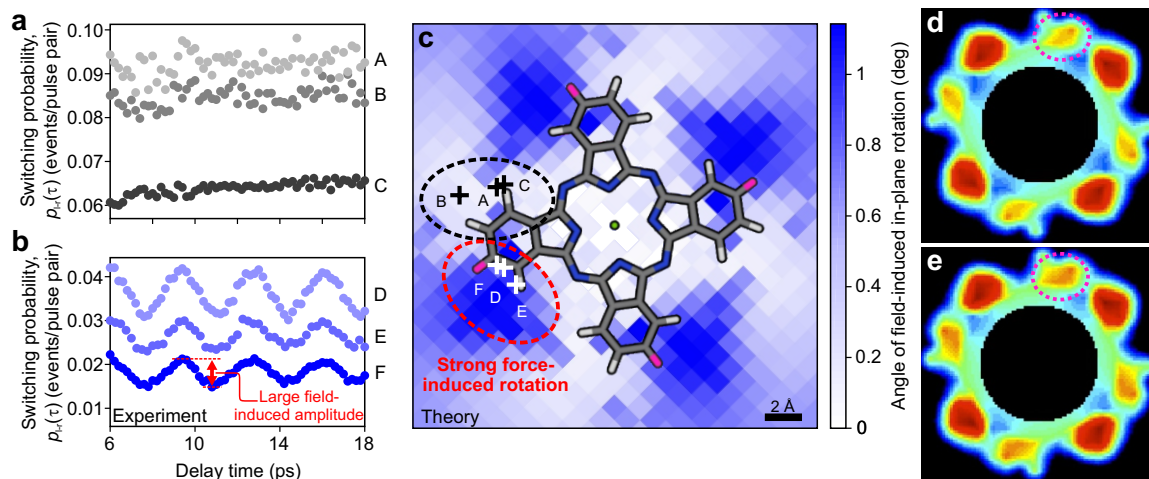 a
Switching probability,
p(τ) (events/pulse pair)
0.10
0.09
0.08
0.07
0.06
A
B
C
b
Switching probability,
p(τ) (events/pulse pair)
0.04
0.03
0.02
0.01
D
E
F
Large field-
induced amplitude
Experiment
6
10
14
18
Delay time (ps)
c
B
A
C
F
D
E
Strong force-
induced rotation
Theory
2 Å
1
0.8
0.6
0.4
0.2
0
Angle of field-induced in-plane rotation (deg)
d
e